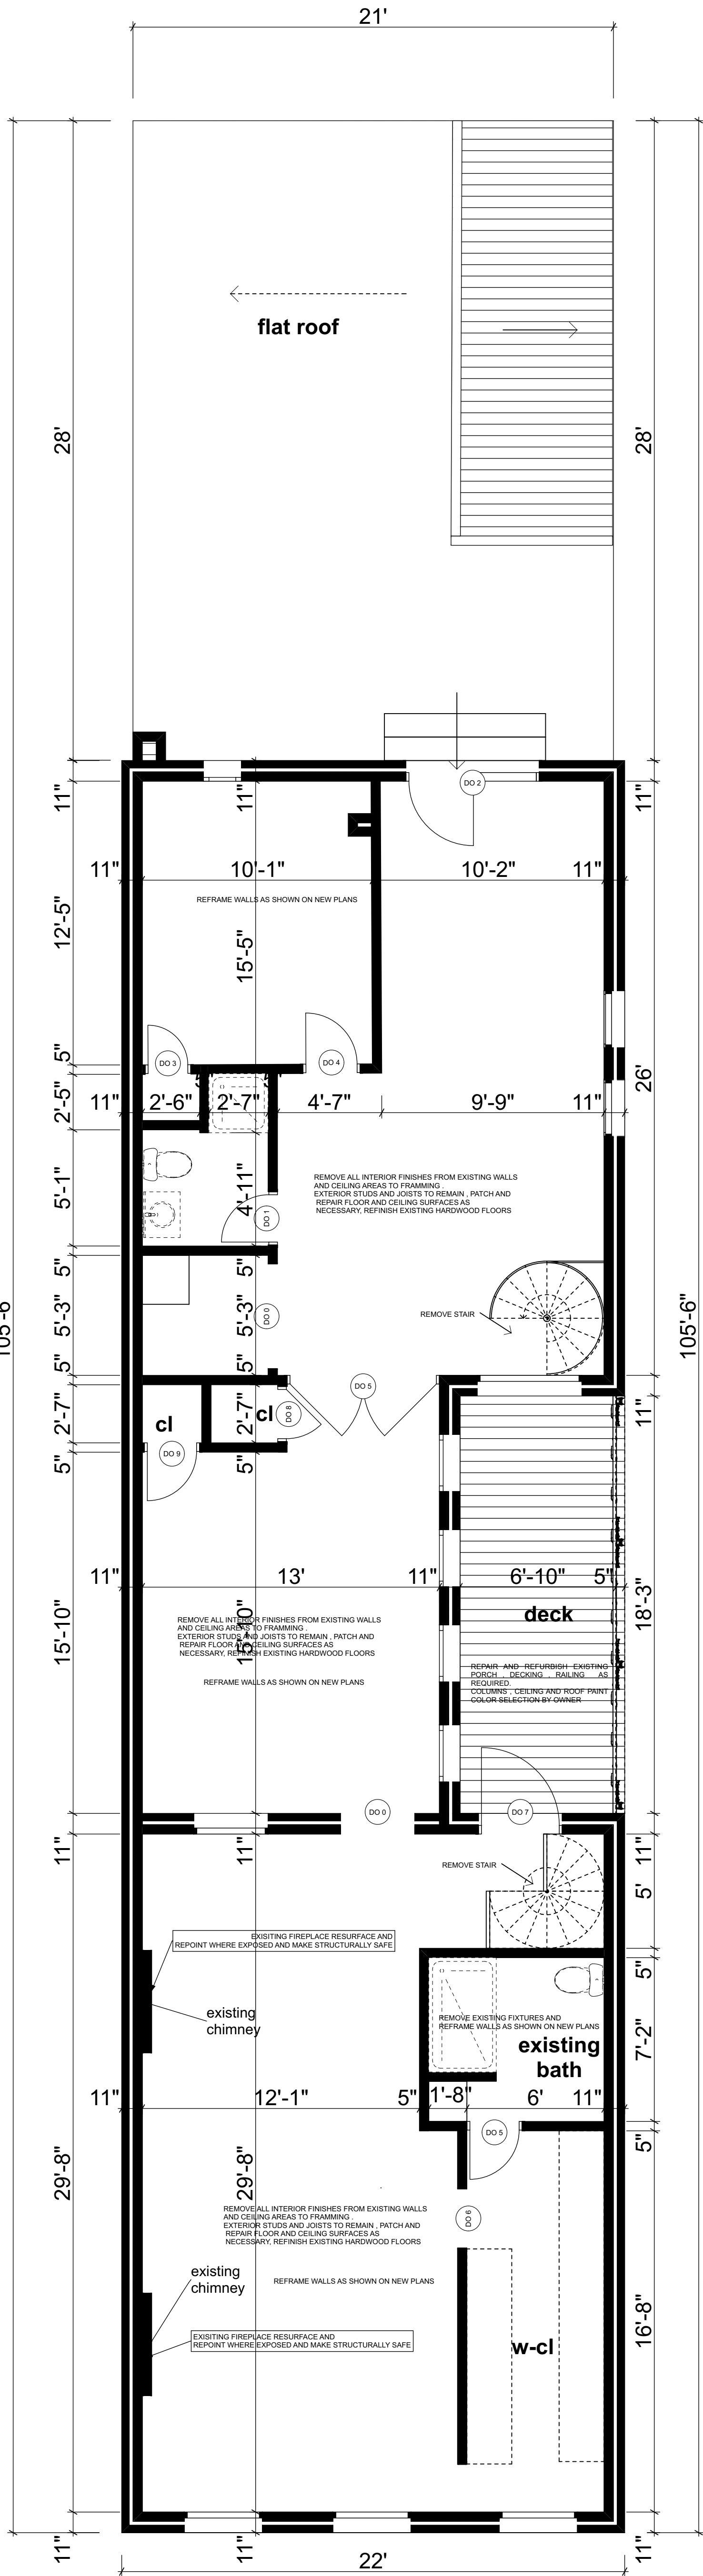 21'
flat roof
28'
28'
DO 2
11"
11"
11"
11"
10'-1"
10'-2"
11"
REFRAME WALLS AS SHOWN ON NEW PLANS
12'-5"
15'-5"
DO 3
DO 4
5"
26'
2'-5"
11"
2'-6"
2'-7"
4'-7"
9'-9"
11"
5'-1"
4'-11"
REMOVE ALL INTERIOR FINISHES FROM EXISTING WALLS
AND CEILING AREAS TO FRAMMING .
EXTERIOR STUDS AND JOISTS TO REMAIN , PATCH AND
REPAIR FLOOR AND CEILING SURFACES AS
NECESSARY, REFINISH EXISTING HARDWOOD FLOORS
DO 1
5"
5"
105'-6"
105'-6"
5'-3"
5'-3"
DO 0
REMOVE STAIR
5"
5"
DO 5
2'-7"
2'-7"
cl
cl
DO 8
11"
DO 9
5"
5"
11"
13'
11"
6'-10"
5"
deck
15'-10"
15'-10"
18'-3"
REMOVE ALL INTERIOR FINISHES FROM EXISTING WALLS
AND CEILING AREAS TO FRAMMING .
EXTERIOR STUDS AND JOISTS TO REMAIN , PATCH AND
REPAIR FLOOR AND CEILING SURFACES AS
NECESSARY, REFINISH EXISTING HARDWOOD FLOORS
REFRAME WALLS AS SHOWN ON NEW PLANS
REPAIR AND REFURBISH EXISTING
PORCH , DECKING , RAILING AS
REQUIRED.
COLUMNS , CEILING AND ROOF PAINT
COLOR SELECTION BY OWNER
DO 0
DO 7
11"
11"
11"
REMOVE STAIR
5'
EXISITING FIREPLACE RESURFACE AND
REPOINT WHERE EXPOSED AND MAKE STRUCTURALLY SAFE
5"
existing
chimney
REMOVE EXISTING FIXTURES AND
REFRAME WALLS AS SHOWN ON NEW PLANS
existing
bath
7'-2"
11"
12'-1"
5"
1'-8"
6'
11"
DO 5
5"
29'-8"
29'-8"
REMOVE ALL INTERIOR FINISHES FROM EXISTING WALLS
AND CEILING AREAS TO FRAMMING .
EXTERIOR STUDS AND JOISTS TO REMAIN , PATCH AND
REPAIR FLOOR AND CEILING SURFACES AS
NECESSARY, REFINISH EXISTING HARDWOOD FLOORS
DO 6
existing
chimney
REFRAME WALLS AS SHOWN ON NEW PLANS
16'-8"
EXISITING FIREPLACE RESURFACE AND
REPOINT WHERE EXPOSED AND MAKE STRUCTURALLY SAFE
w-cl
11"
11"
11"
22'